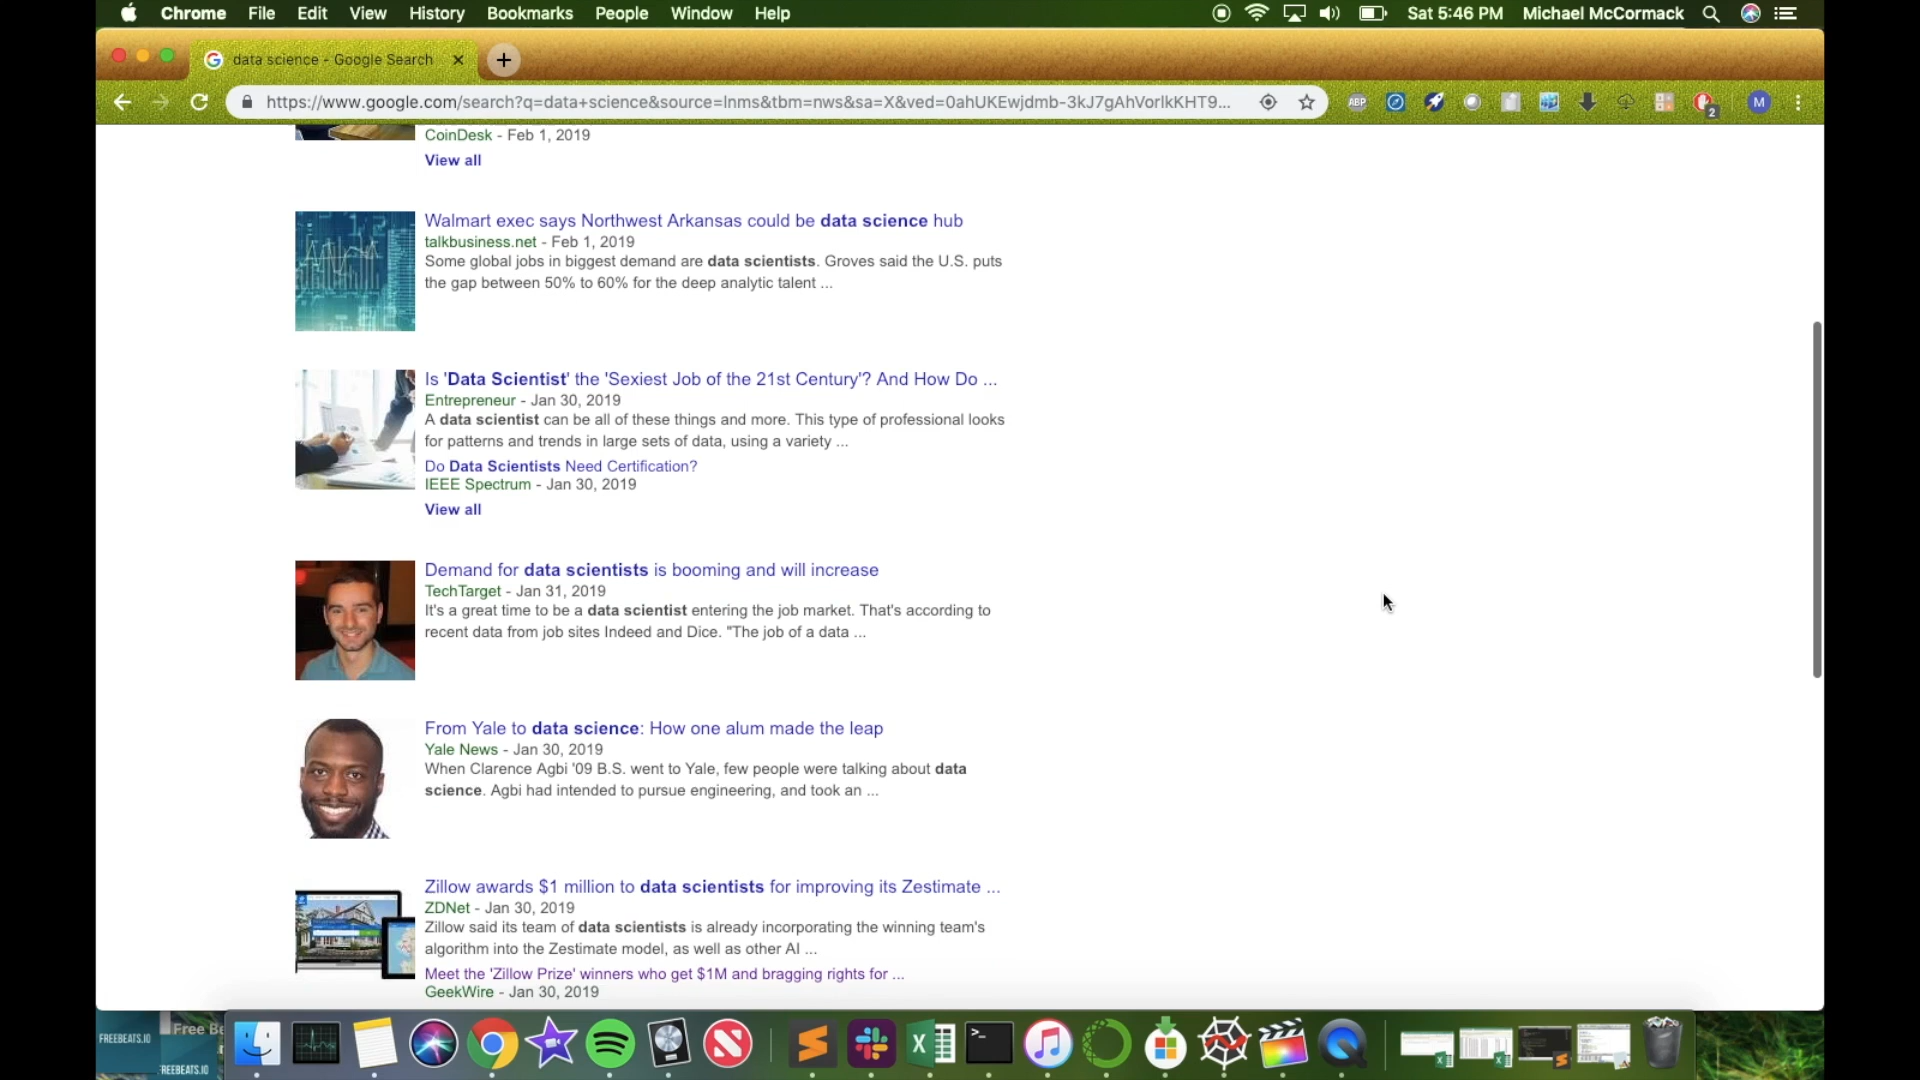 Chrome File Edit View History Bookmarks People Window Help Sat 5:46 PM Michael McCormack
data science - Google Search
https://www.google.com/search?q=data+science&source=lnms&tbm=nws&sa=X&ved=0ahUKEwjdmb-3kJ7gAhVorlkKHT9... ABP 2 M
CoinDesk - Feb 1, 2019
View all
Walmart exec says Northwest Arkansas could be data science hub
talkbusiness.net - Feb 1, 2019
Some global jobs in biggest demand are data scientists. Groves said the U.S. puts
the gap between 50% to 60% for the deep analytic talent ...
Is 'Data Scientist' the 'Sexiest Job of the 21st Century'? And How Do ...
Entrepreneur - Jan 30, 2019
A data scientist can be all of these things and more. This type of professional looks
for patterns and trends in large sets of data, using a variety ...
Do Data Scientists Need Certification?
IEEE Spectrum - Jan 30, 2019
View all
Demand for data scientists is booming and will increase
TechTarget - Jan 31, 2019
It's a great time to be a data scientist entering the job market. That's according to
recent data from job sites Indeed and Dice. "The job of a data ...
From Yale to data science: How one alum made the leap
Yale News - Jan 30, 2019
When Clarence Agbi '09 B.S. went to Yale, few people were talking about data
science. Agbi had intended to pursue engineering, and took an ...
Zillow awards $1 million to data scientists for improving its Zestimate ...
ZDNet - Jan 30, 2019
Zillow said its team of data scientists is already incorporating the winning team's
algorithm into the Zestimate model, as well as other AI ...
Meet the 'Zillow Prize' winners who get $1M and bragging rights for ...
GeekWire - Jan 30, 2019
Free Be
FREEBEATS.IO
REEBEATS.IO